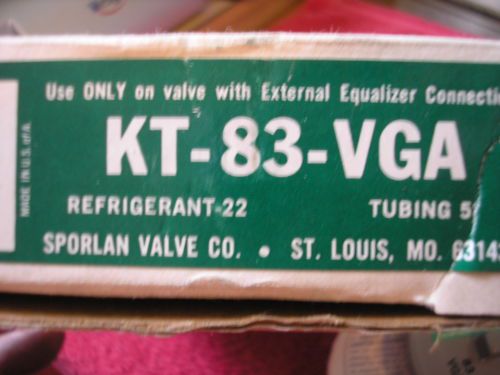 Use ONLY on valve with External Equalizer Connecti
KT-83-VGA
MADE IN U.S. of A.
REFRIGERANT-22 TUBING 5
SPORLAN VALVE CO. • ST. LOUIS, MO. 63143